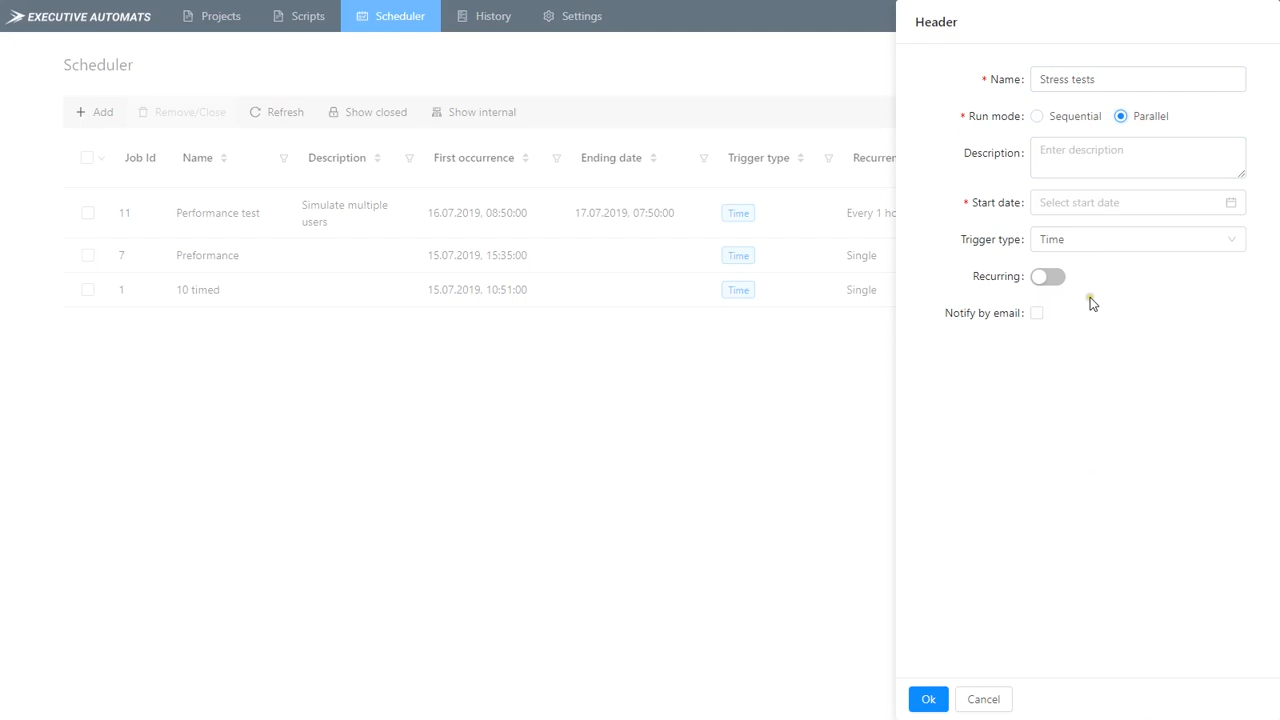 EXECUTIVE AUTOMATS
Projects
Scripts
Scheduler
History
Settings
Scheduler
Add
Remove/Close
Refresh
Show closed
Show internal
Job Id
Name
Description
First occurrence
Ending date
Trigger type
Recurren
11
Performance test
Simulate multiple
users
16.07.2019. 08:50:00
17.07.2019. 07:50:00
Time
Every 1 ho
7
Preformance
15.07.2019. 15:35:00
Time
Single
1
10 timed
15.07.2019. 10:51:00
Time
Single
Header
* Name: Stress tests
* Run mode: Sequential Parallel
Description: Enter description
* Start date: Select start date
Trigger type: Time
Recurring:
Notify by email:
Ok
Cancel